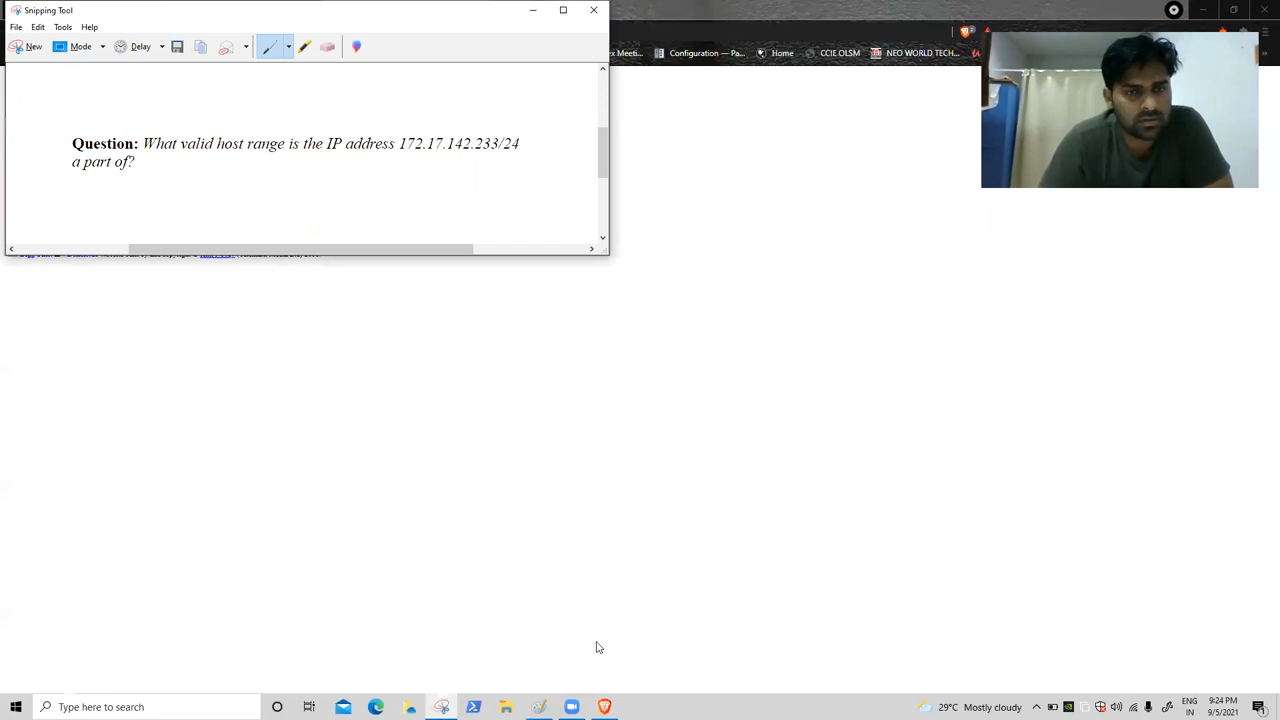 Snipping Tool
File Edit Tools Help
New Mode Delay
ex Meeti... Configuration — Pa... Home CCIE OLSM NEO WORLD TECH...
Question: What valid host range is the IP address 172.17.142.233/24
a part of?
Type here to search
29°C Mostly cloudy
ENG
IN
9:24 PM
9/5/2021